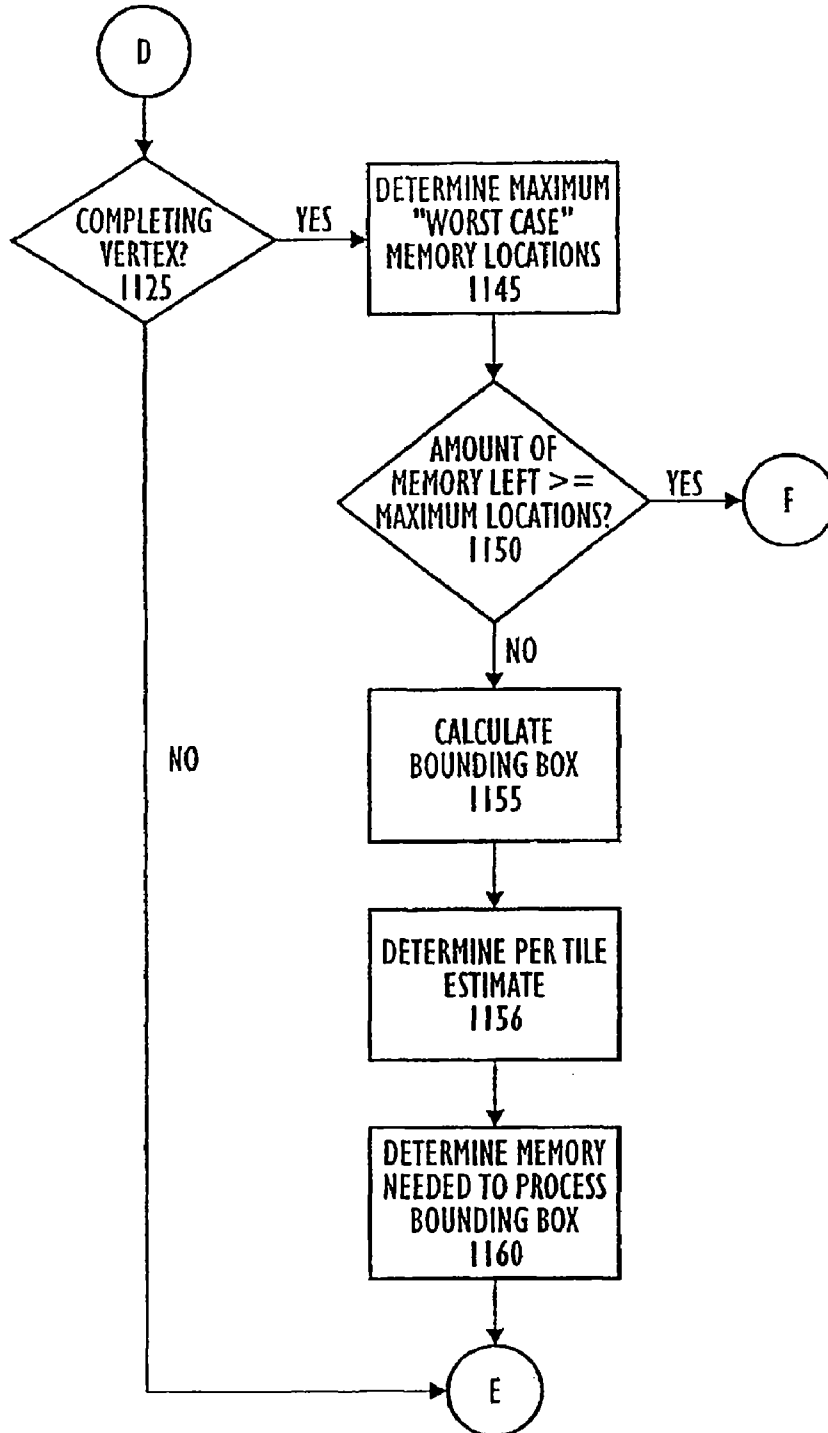 D
COMPLETING
VERTEX?
1125
YES
DETERMINE MAXIMUM
"WORST CASE"
MEMORY LOCATIONS
1145
AMOUNT OF
MEMORY LEFT >=
MAXIMUM LOCATIONS?
1150
YES
F
NO
CALCULATE
BOUNDING BOX
1155
NO
DETERMINE PER TILE
ESTIMATE
1156
DETERMINE MEMORY
NEEDED TO PROCESS
BOUNDING BOX
1160
E